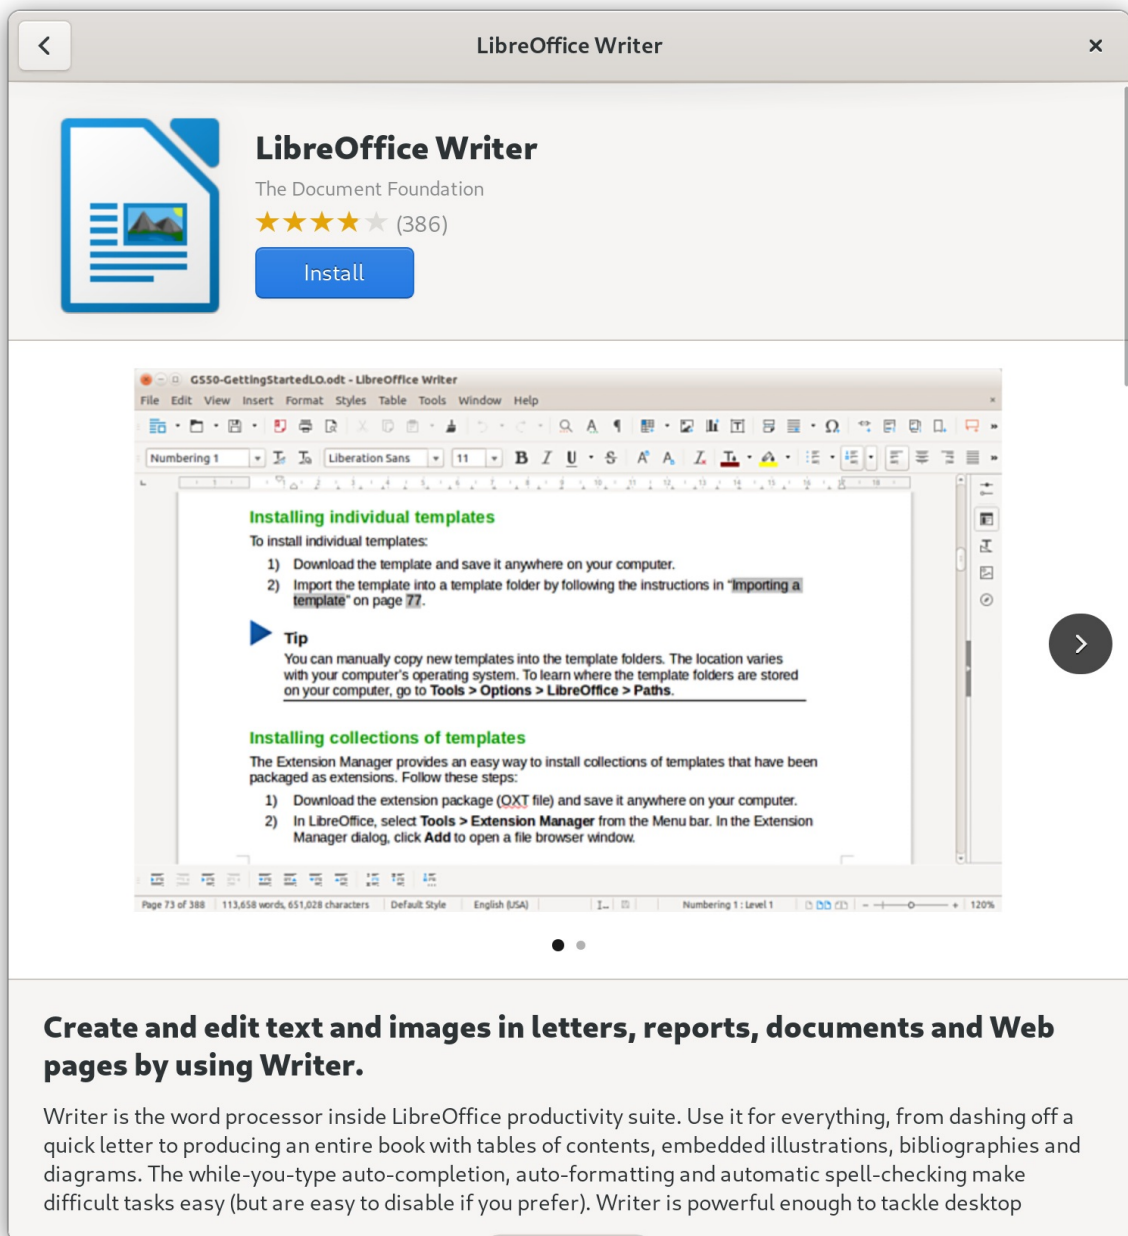 LibreOffice Writer
LibreOffice Writer
The Document Foundation
(386)
Install
GS50-GettingStartedLO.odt - LibreOffice Writer
File Edit View Insert Format Styles Table Tools Window Help
Numbering 1 Liberation Sans 11
Installing individual templates
To install individual templates:
1) Download the template and save it anywhere on your computer.
2) Import the template into a template folder by following the instructions in “Importing a
template” on page 77.
Tip
You can manually copy new templates into the template folders. The location varies
with your computer’s operating system. To learn where the template folders are stored
on your computer, go to Tools > Options > LibreOffice > Paths.
Installing collections of templates
The Extension Manager provides an easy way to install collections of templates that have been
packaged as extensions. Follow these steps:
1) Download the extension package (OXT file) and save it anywhere on your computer.
2) In LibreOffice, select Tools > Extension Manager from the Menu bar. In the Extension
Manager dialog, click Add to open a file browser window.
Page 73 of 388 113,658 words, 651,028 characters Default Style English (USA) Numbering 1 : Level 1 120%
Create and edit text and images in letters, reports, documents and Web
pages by using Writer.
Writer is the word processor inside LibreOffice productivity suite. Use it for everything, from dashing off a
quick letter to producing an entire book with tables of contents, embedded illustrations, bibliographies and
diagrams. The while-you-type auto-completion, auto-formatting and automatic spell-checking make
difficult tasks easy (but are easy to disable if you prefer). Writer is powerful enough to tackle desktop